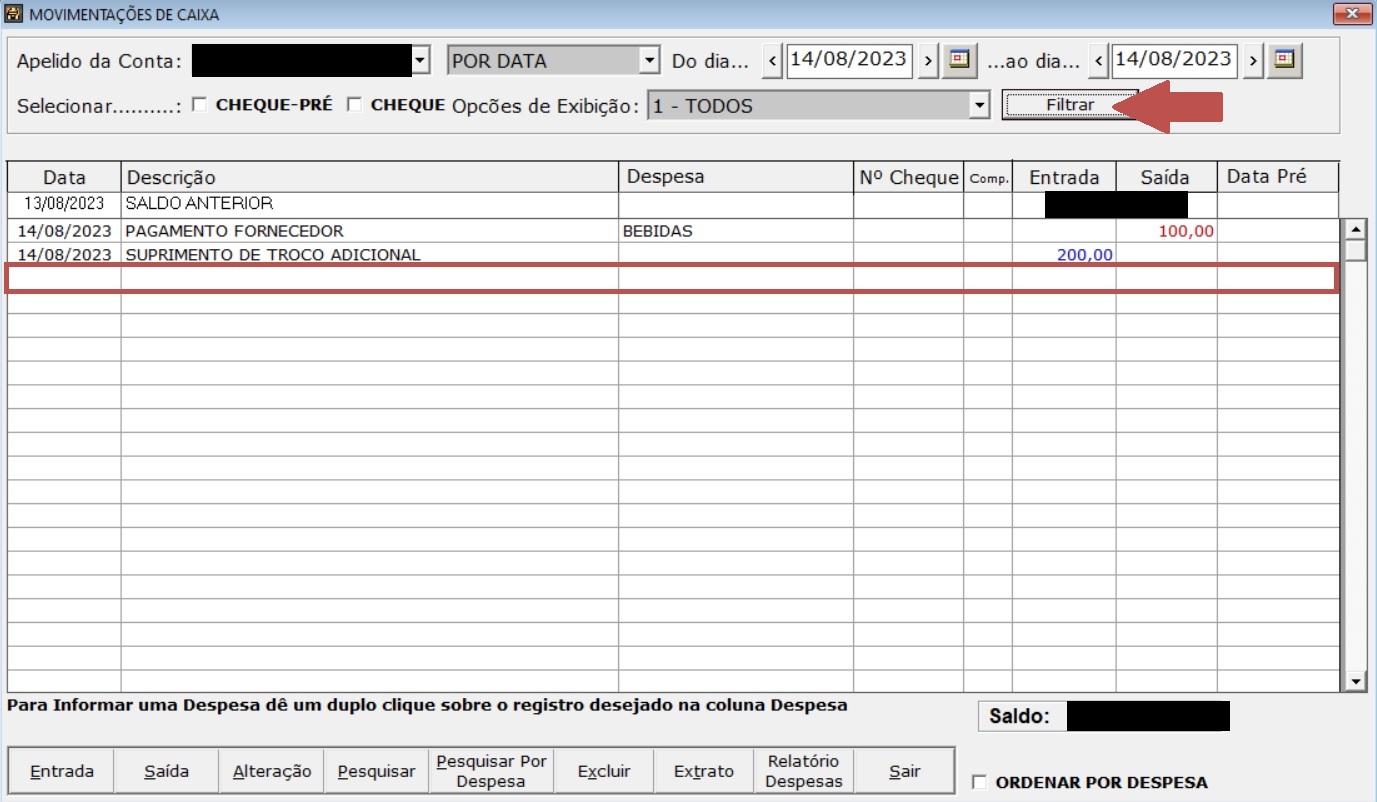 MOVIMENTAÇÕES DE CAIXA
Apelido da Conta: POR DATA Do dia... < 14/08/2023 > ...ao dia... < 14/08/2023 >
Selecionar..........: CHEQUE-PRÉ CHEQUE Opcões de Exibição: 1 - TODOS Filtrar
Data Descrição Despesa Nº Cheque Comp. Entrada Saída Data Pré
13/08/2023 SALDO ANTERIOR
14/08/2023 PAGAMENTO FORNECEDOR BEBIDAS 100,00
14/08/2023 SUPRIMENTO DE TROCO ADICIONAL 200,00
Para Informar uma Despesa dê um duplo clique sobre o registro desejado na coluna Despesa
Saldo:
Entrada Saída Alteração Pesquisar Pesquisar Por Despesa Excluir Extrato Relatório Despesas Sair
ORDENAR POR DESPESA